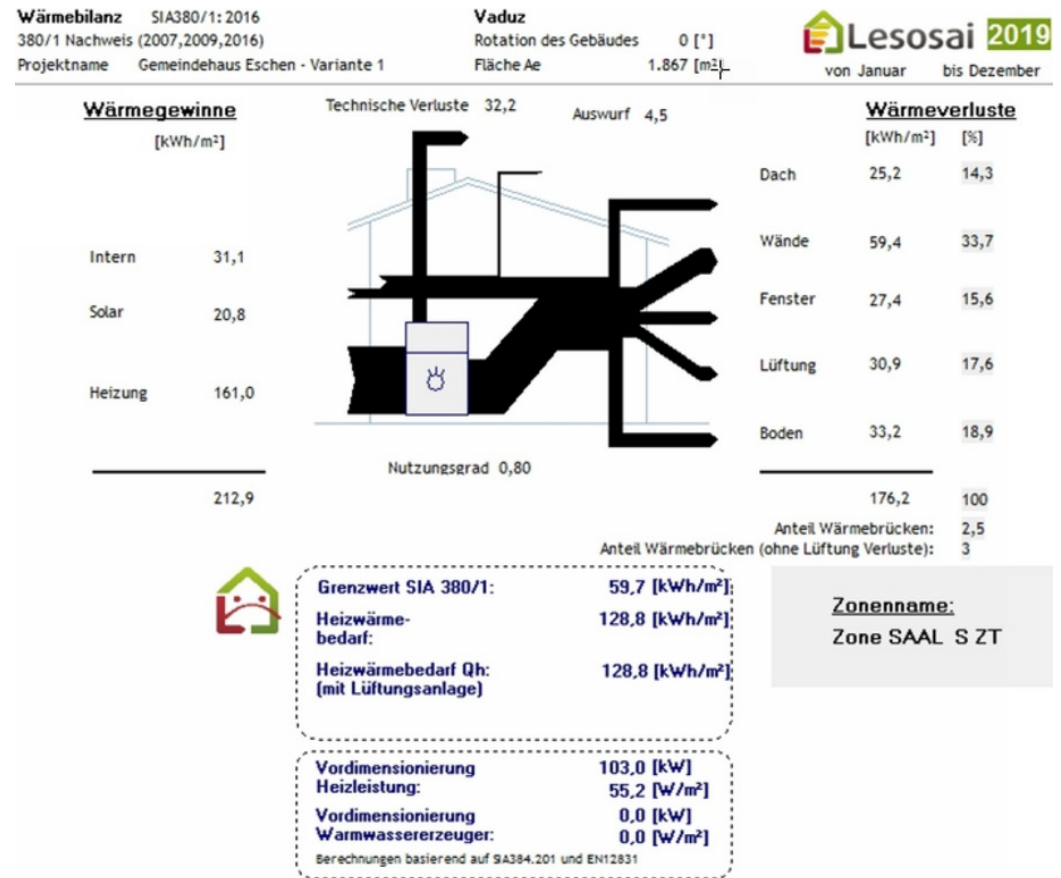 Wärmebilanz SIA380/1: 2016
380/1 Nachweis (2007,2009,2016)
Projektname Gemeindehaus Eschen - Variante 1
Vaduz
Rotation des Gebäudes 0 [°]
Fläche Ae 1.867 [m²]
Lesosai 2019
von Januar bis Dezember
Wärmegewinne
[kWh/m²]
Intern 31,1
Solar 20,8
Heizung 161,0
212,9
Technische Verluste 32,2
Auswurf 4,5
Nutzungsgrad 0,80
Wärmeverluste
[kWh/m²] [%]
Dach 25,2 14,3
Wände 59,4 33,7
Fenster 27,4 15,6
Lüftung 30,9 17,6
Boden 33,2 18,9
176,2 100
Anteil Wärmebrücken: 2,5
Anteil Wärmebrücken (ohne Lüftung Verluste): 3
Grenzwert SIA 380/1: 59,7 [kWh/m²]
Heizwärme- 128,8 [kWh/m²]
bedarf:
Heizwärmebedarf Qh: 128,8 [kWh/m²]
(mit Lüftungsanlage)
Zonenname:
Zone SAAL S ZT
Vordimensionierung 103,0 [kW]
Heizleistung: 55,2 [W/m²]
Vordimensionierung 0,0 [kW]
Warmwassererzeuger: 0,0 [W/m²]
Berechnungen basierend auf SIA384.201 und EN12831